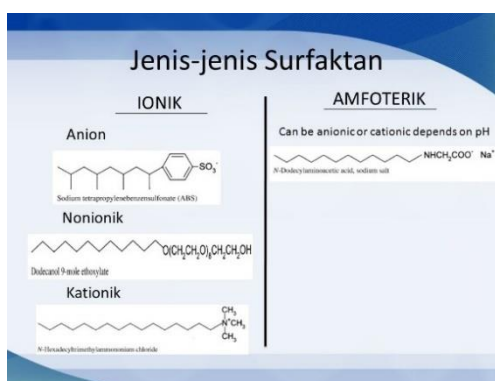 Jenis-jenis Surfaktan
IONIK
Anion
SO₃⁻
Sodium tetrapropylenebenzensulfonate (ABS)
Nonionik
O(CH₂CH₂O)₈CH₂CH₂OH
Dodecanol 9-mole ethoxylate
Kationik
CH₃
N⁺CH₃
CH₃
N-Hexadecyltrimethylammonium chloride
AMFOTERIK
Can be anionic or cationic depends on pH
NHCH₂COO⁻ Na⁺
N-Dodecylaminoacetic acid, sodium salt